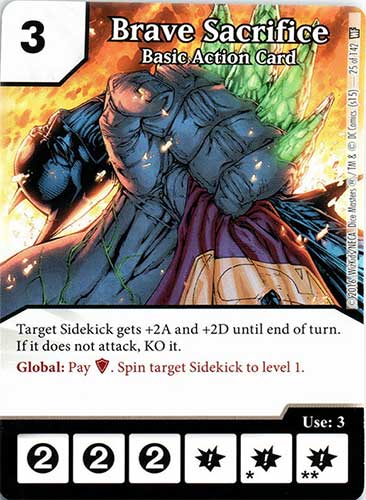 3
Brave Sacrifice
Basic Action Card
©2016 WizKids/NECA. Dice Masters ®/TM & © DC Comics. (s15) — 25 of 142 WF
Target Sidekick gets +2A and +2D until end of turn.
If it does not attack, KO it.
Global: Pay . Spin target Sidekick to level 1.
Use: 3
2 2 2 ! ! !
* **